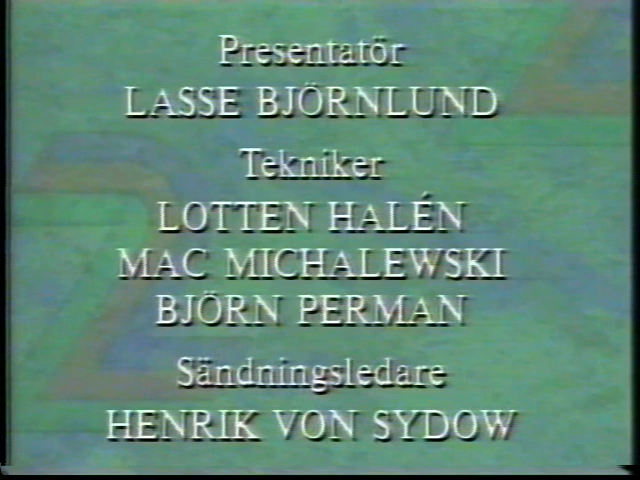 Presentatör
LASSE BJÖRNLUND
Tekniker
LOTTEN HALÉN
MAC MICHALEWSKI
BJÖRN PERMAN
Sändningsledare
HENRIK VON SYDOW